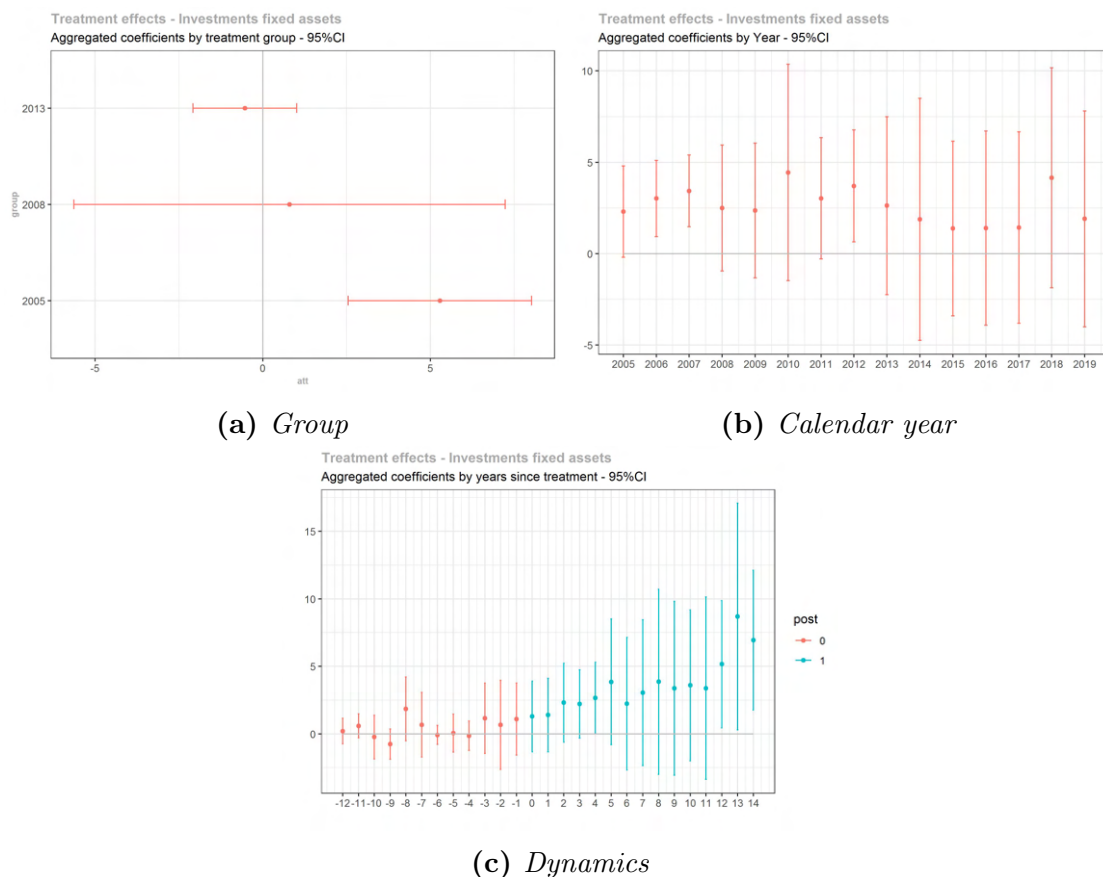 Treatment effects - Investments fixed assets
Aggregated coefficients by treatment group - 95%CI
2013
2008
2005
group
-5 0 5
att
(a) Group
Treatment effects - Investments fixed assets
Aggregated coefficients by Year - 95%CI
10
5
0
-5
2005 2006 2007 2008 2009 2010 2011 2012 2013 2014 2015 2016 2017 2018 2019
(b) Calendar year
Treatment effects - Investments fixed assets
Aggregated coefficients by years since treatment - 95%CI
15
10
5
0
-12 -11 -10 -9 -8 -7 -6 -5 -4 -3 -2 -1 0 1 2 3 4 5 6 7 8 9 10 11 12 13 14
post
0
1
(c) Dynamics